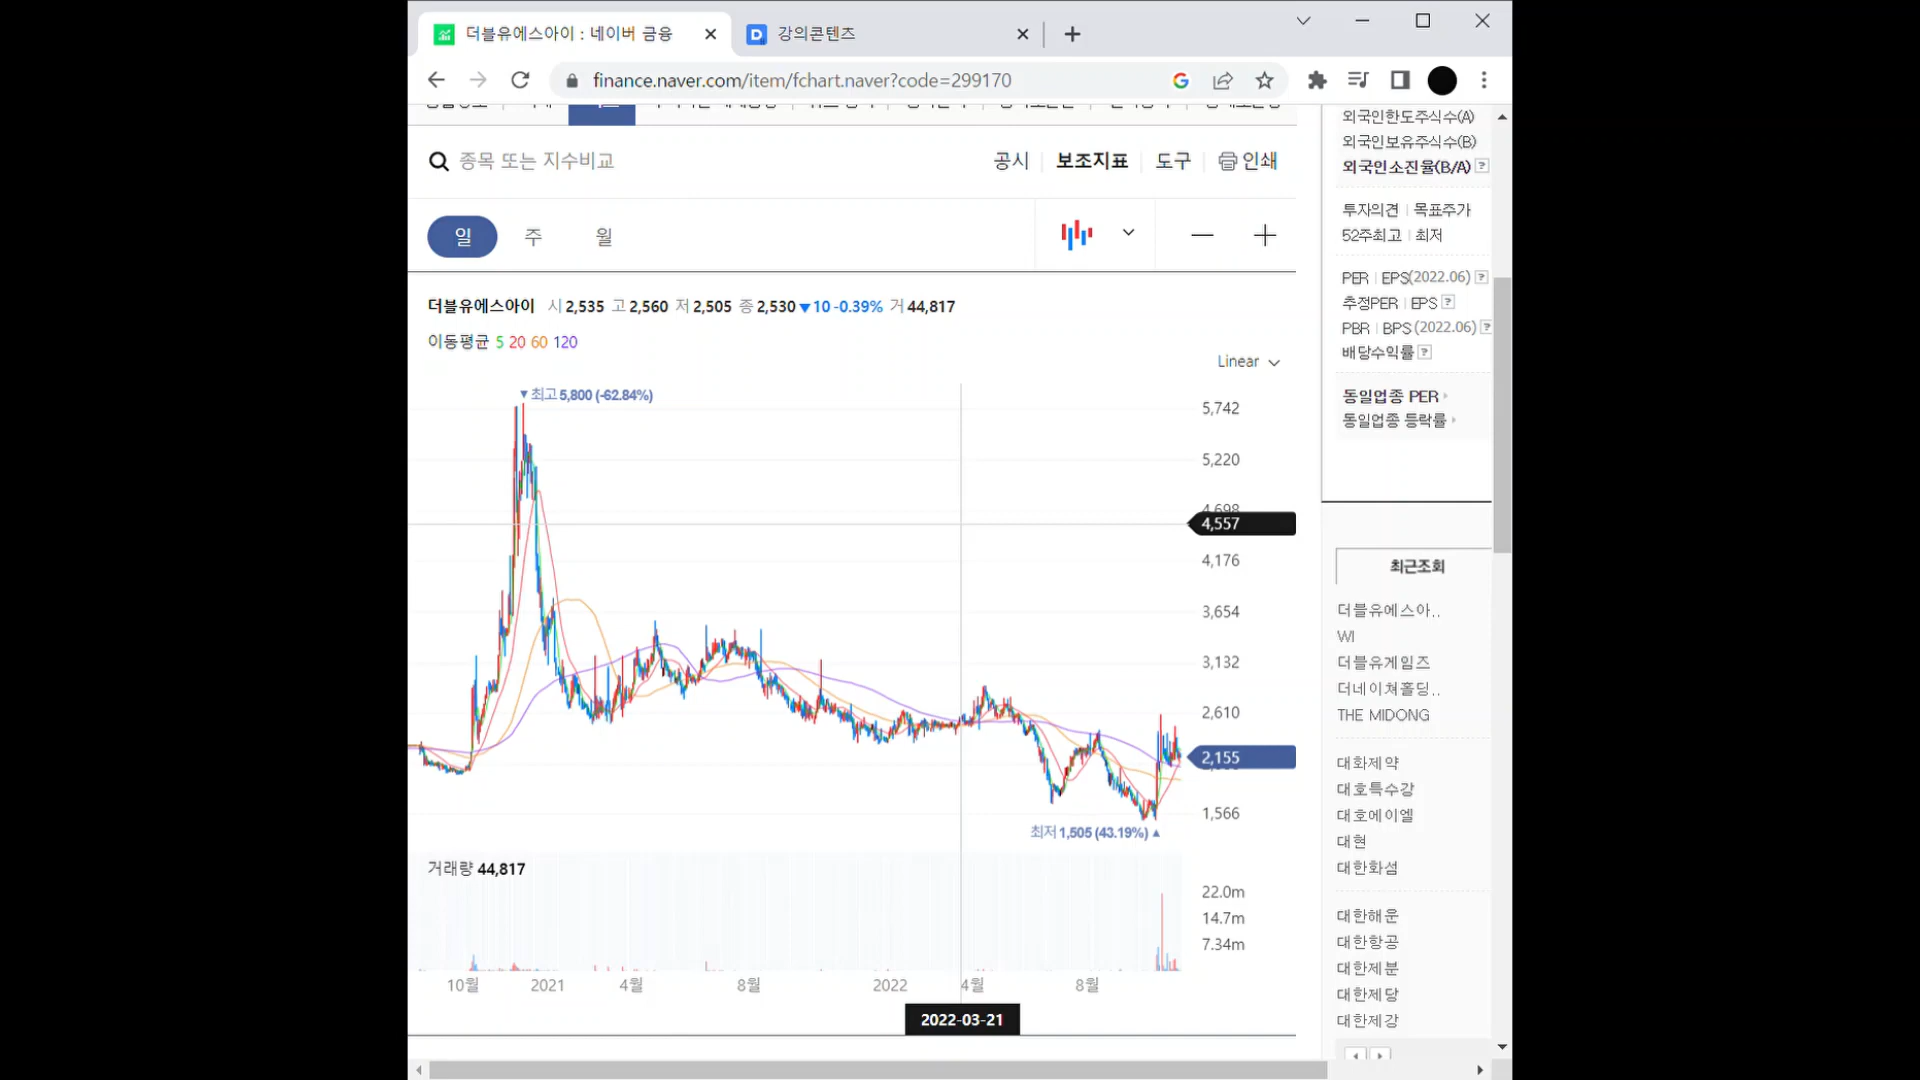 더블유에스아이 : 네이버 금융
강의콘텐츠
finance.naver.com/item/fchart.naver?code=299170
종목 또는 지수비교
공시 보조지표 도구 인쇄
일 주 월
더블유에스아이 시 2,535 고 2,560 저 2,505 종 2,530 ▼10 -0.39% 거 44,817
이동평균 5 20 60 120
Linear
▼최고 5,800 (-62.84%)
5,742
5,220
4,698
4,557
4,176
3,654
3,132
2,610
2,155
1,566
최저 1,505 (43.19%) ▲
거래량 44,817
22.0m
14.7m
7.34m
10월 2021 4월 8월 2022 4월 8월
2022-03-21
외국인한도주식수(A)
외국인보유주식수(B)
외국인소진율(B/A) ?
투자의견 | 목표주가
52주최고 | 최저
PER | EPS(2022.06) ?
추정PER | EPS ?
PBR | BPS (2022.06) ?
배당수익률 ?
동일업종 PER
동일업종 등락률
최근조회
더블유에스아..
WI
더블유게임즈
더네이쳐홀딩..
THE MIDONG
대화제약
대호특수강
대호에이엘
대현
대한화섬
대한해운
대한항공
대한제분
대한제당
대한제강